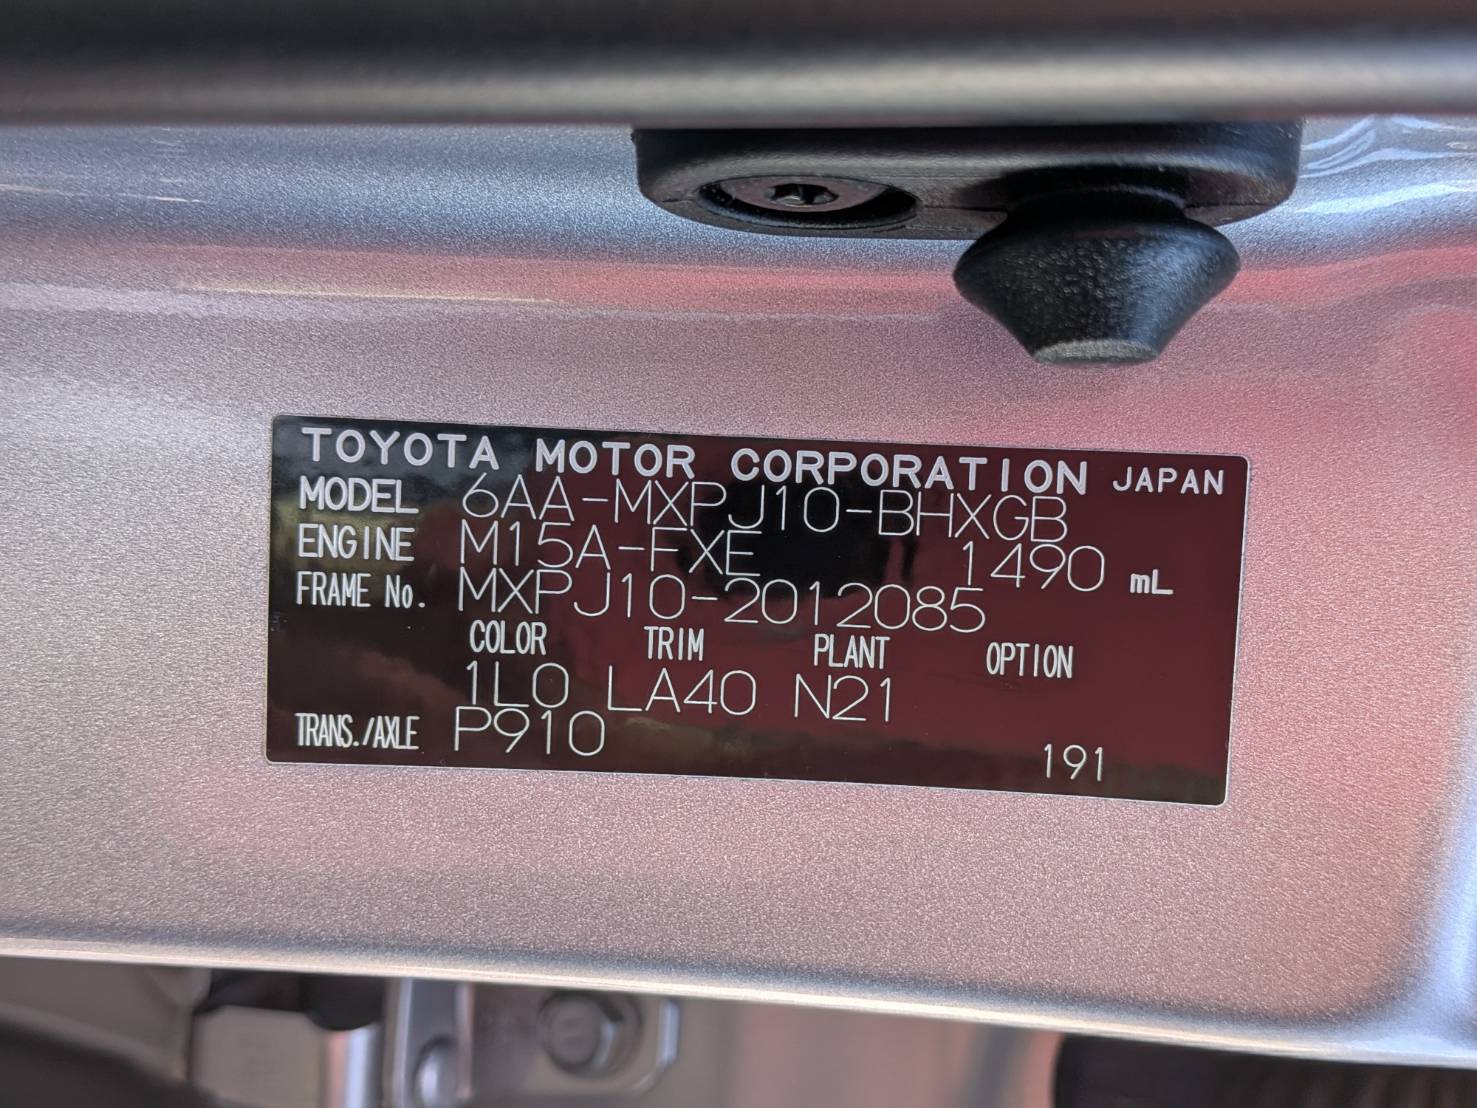 TOYOTA MOTOR CORPORATION JAPAN
MODEL 6AA-MXPJ10-BHXGB
ENGINE M15A-FXE 1490 mL
FRAME No. MXPJ10-2012085
COLOR TRIM PLANT OPTION
1L0 LA40 N21
TRANS./AXLE P910 191